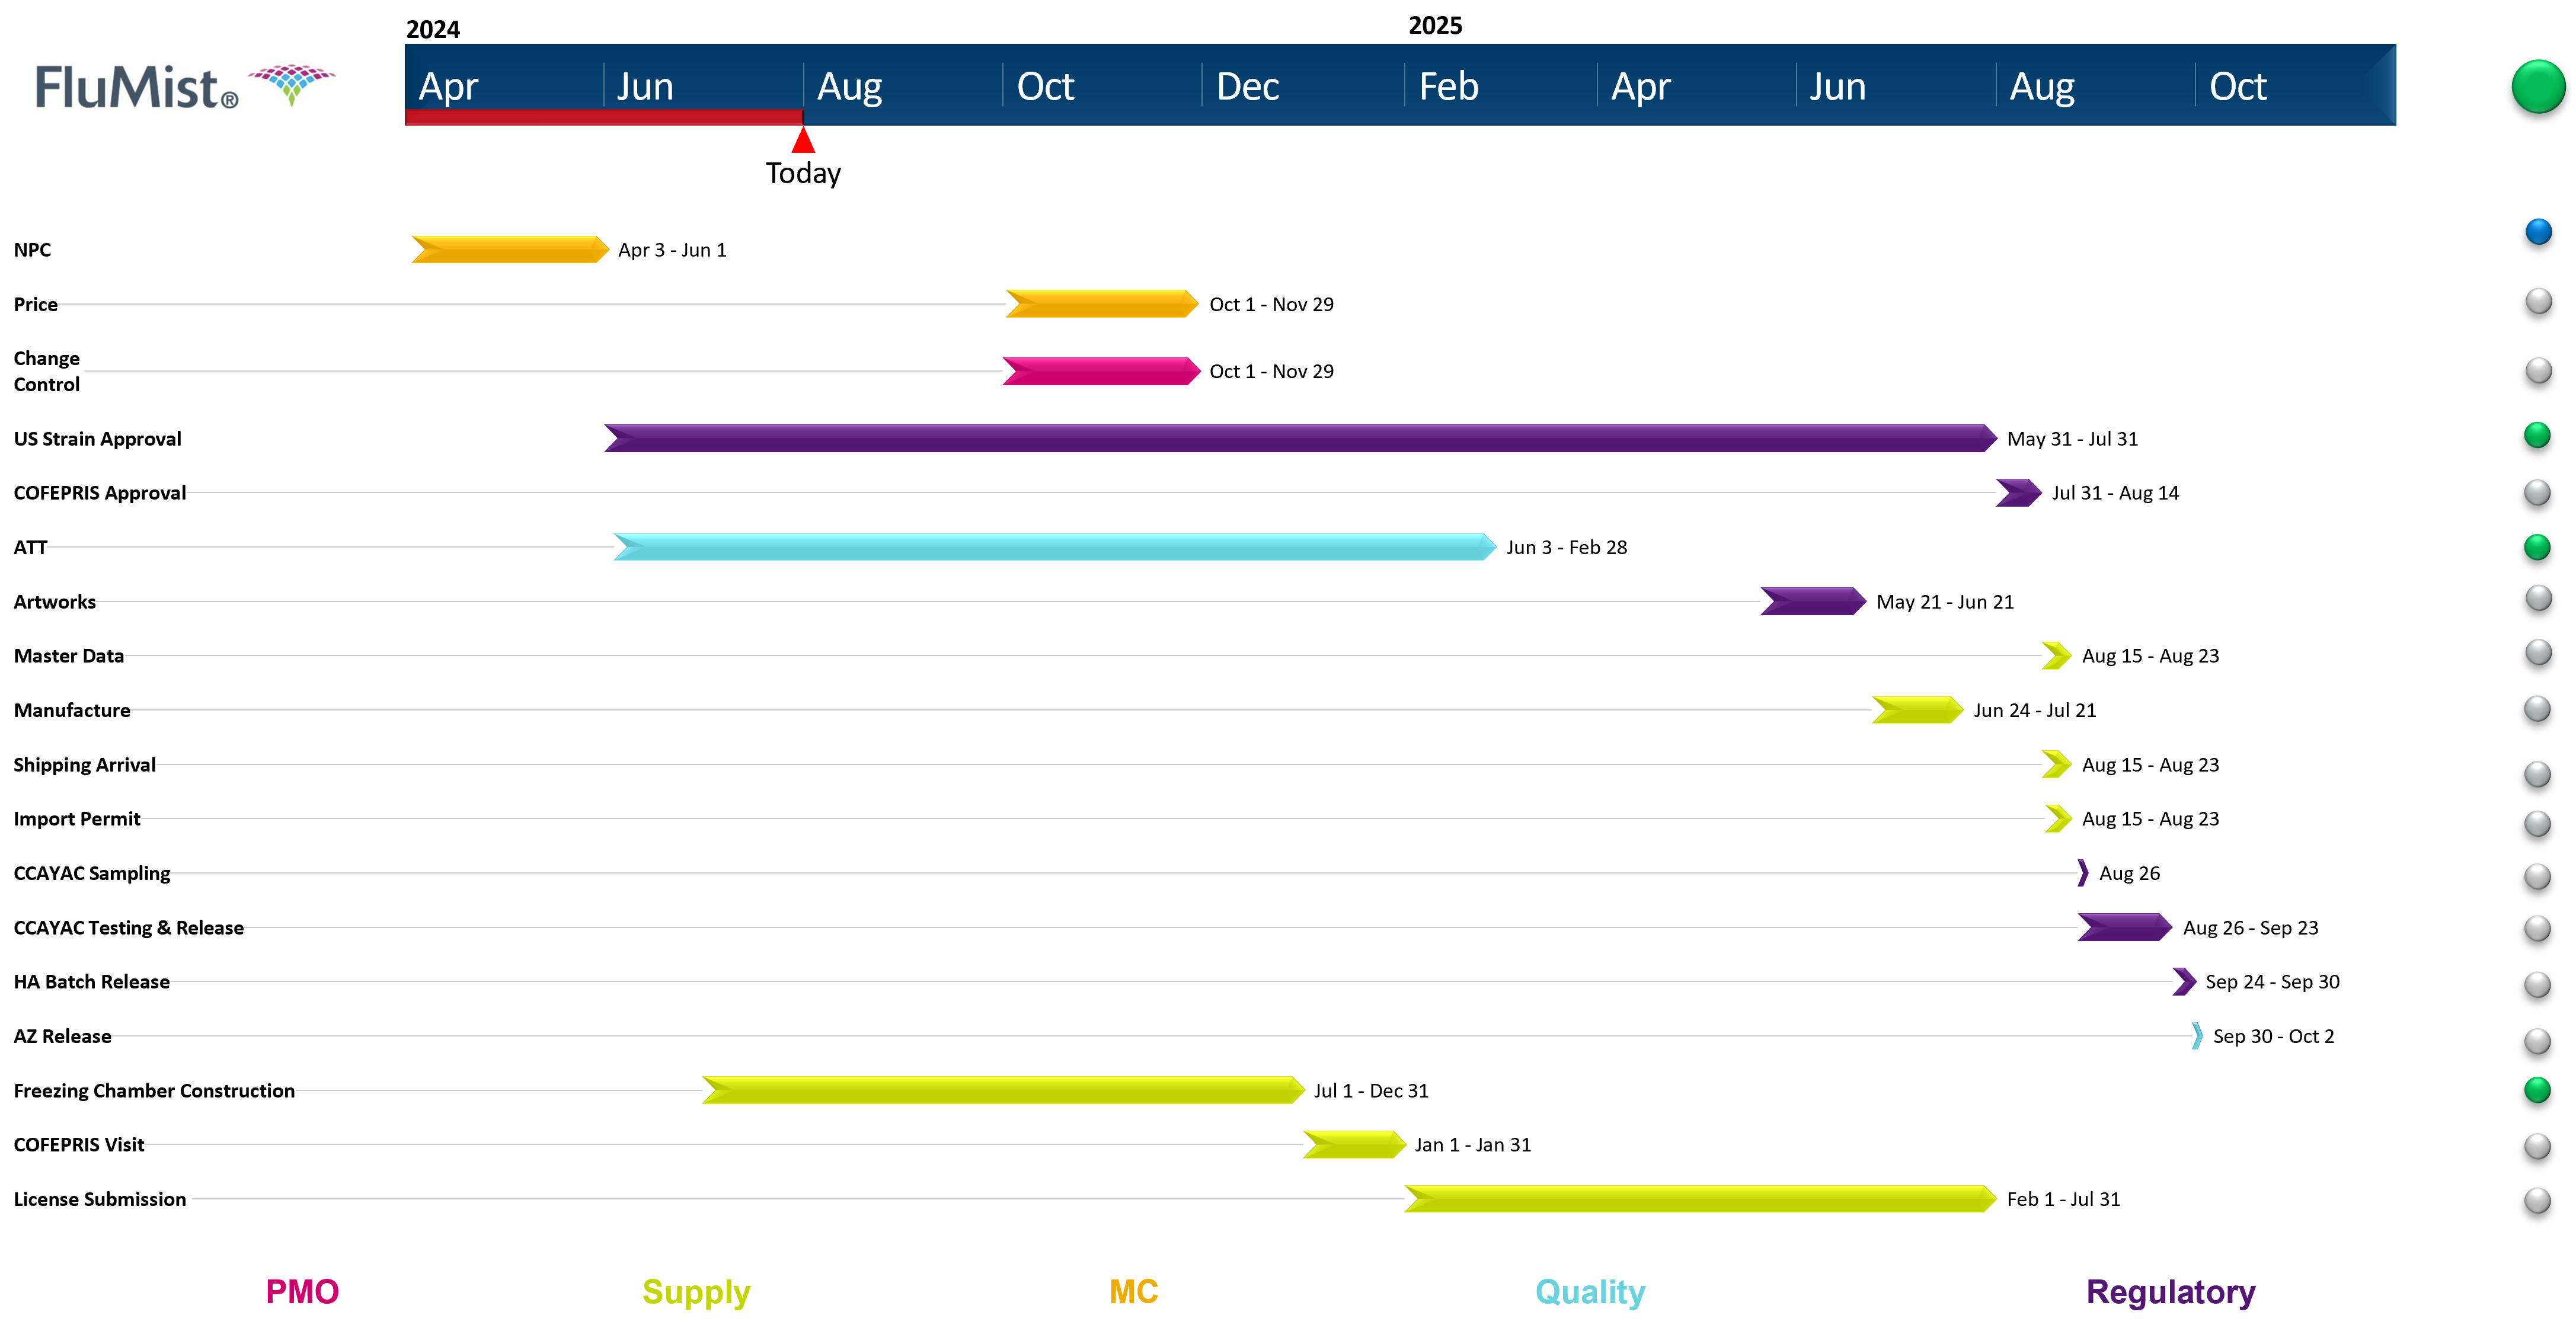 2024
2025
FluMist®
Apr
Jun
Aug
Oct
Dec
Feb
Apr
Jun
Aug
Oct
Today
NPC
Apr 3 - Jun 1
Price
Oct 1 - Nov 29
Change
Control
Oct 1 - Nov 29
US Strain Approval
May 31 - Jul 31
COFEPRIS Approval
Jul 31 - Aug 14
ATT
Jun 3 - Feb 28
Artworks
May 21 - Jun 21
Master Data
Aug 15 - Aug 23
Manufacture
Jun 24 - Jul 21
Shipping Arrival
Aug 15 - Aug 23
Import Permit
Aug 15 - Aug 23
CCAYAC Sampling
Aug 26
CCAYAC Testing & Release
Aug 26 - Sep 23
HA Batch Release
Sep 24 - Sep 30
AZ Release
Sep 30 - Oct 2
Freezing Chamber Construction
Jul 1 - Dec 31
COFEPRIS Visit
Jan 1 - Jan 31
License Submission
Feb 1 - Jul 31
PMO
Supply
MC
Quality
Regulatory